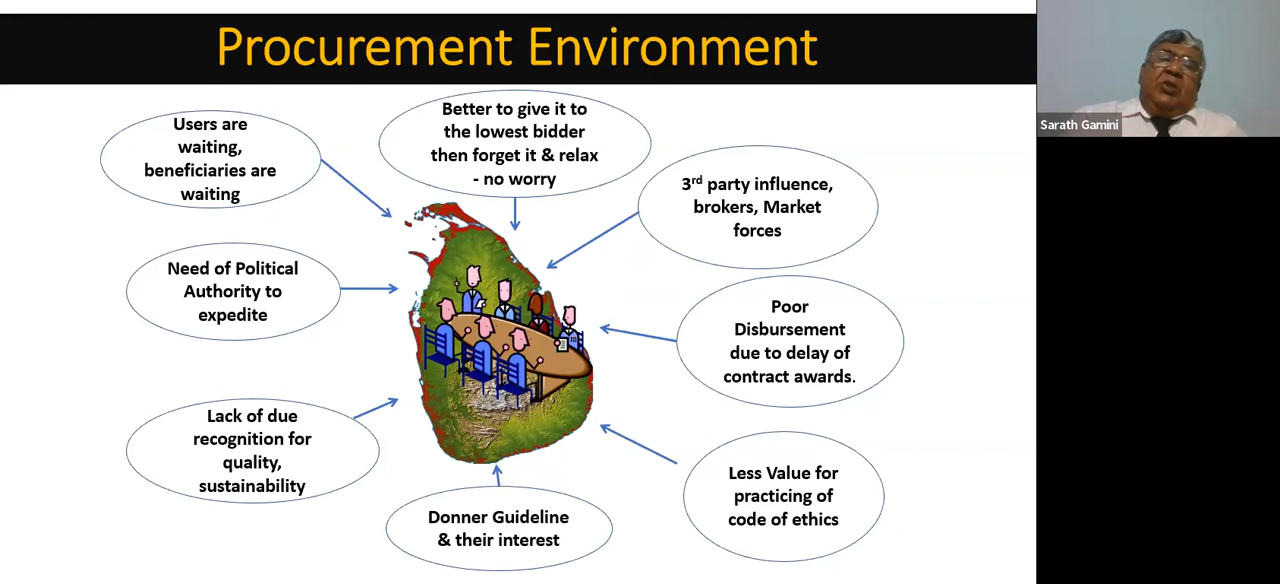 Procurement Environment
Sarath Gamini
Users are
waiting,
beneficiaries are
waiting
Better to give it to
the lowest bidder
then forget it & relax
- no worry
3rd party influence,
brokers, Market
forces
Need of Political
Authority to
expedite
Poor
Disbursement
due to delay of
contract awards.
Lack of due
recognition for
quality,
sustainability
Less Value for
practicing of
code of ethics
Donner Guideline
& their interest